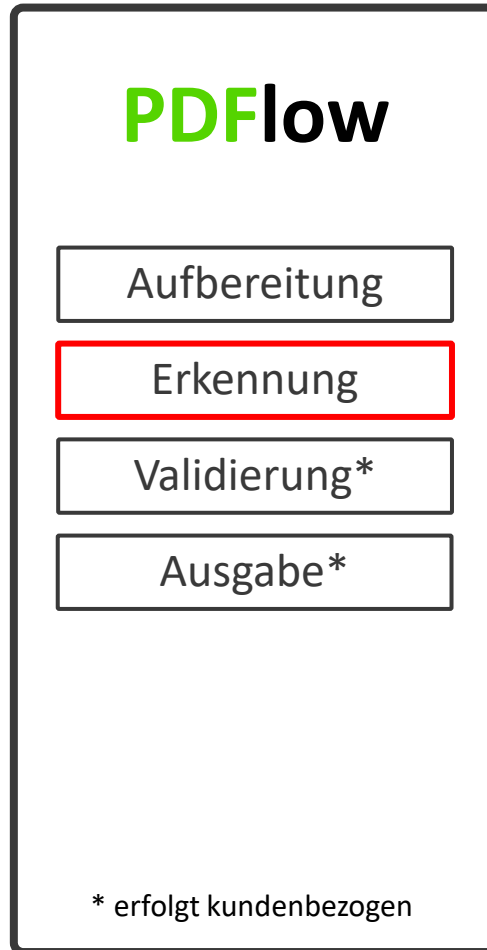 PDFlow
Aufbereitung
Erkennung
Validierung*
Ausgabe*
* erfolgt kundenbezogen